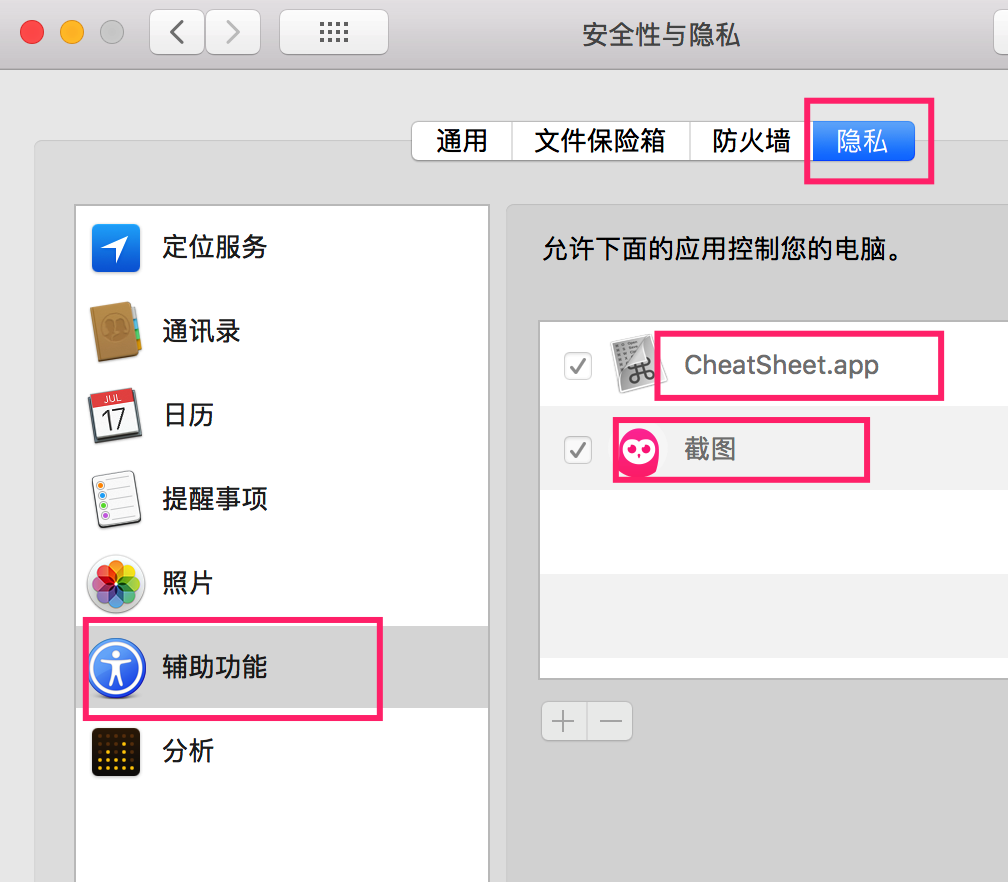 安全性与隐私
通用 文件保险箱 防火墙 隐私
定位服务
通讯录
JUL
17
日历
提醒事项
照片
辅助功能
分析
允许下面的应用控制您的电脑。
CheatSheet.app
截图